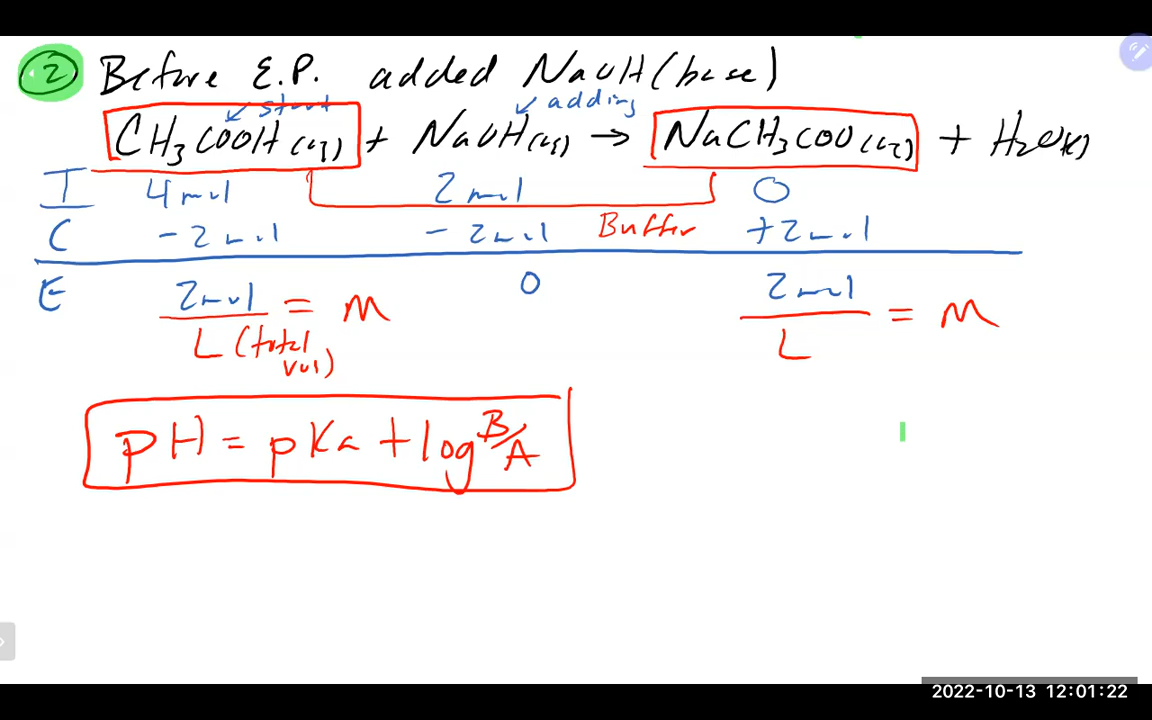 2 Before E.P. added NaOH (base)
start adding
CH3COOH(aq) + NaOH(aq) → NaCH3COO(aq) + H2O(l)
I 4 mol 2 mol 0
C - 2 mol - 2 mol Buffer + 2 mol
E 2 mol / L (total vol) = M 0 2 mol / L = M
pH = pKa + log B/A
2022-10-13 12:01:22